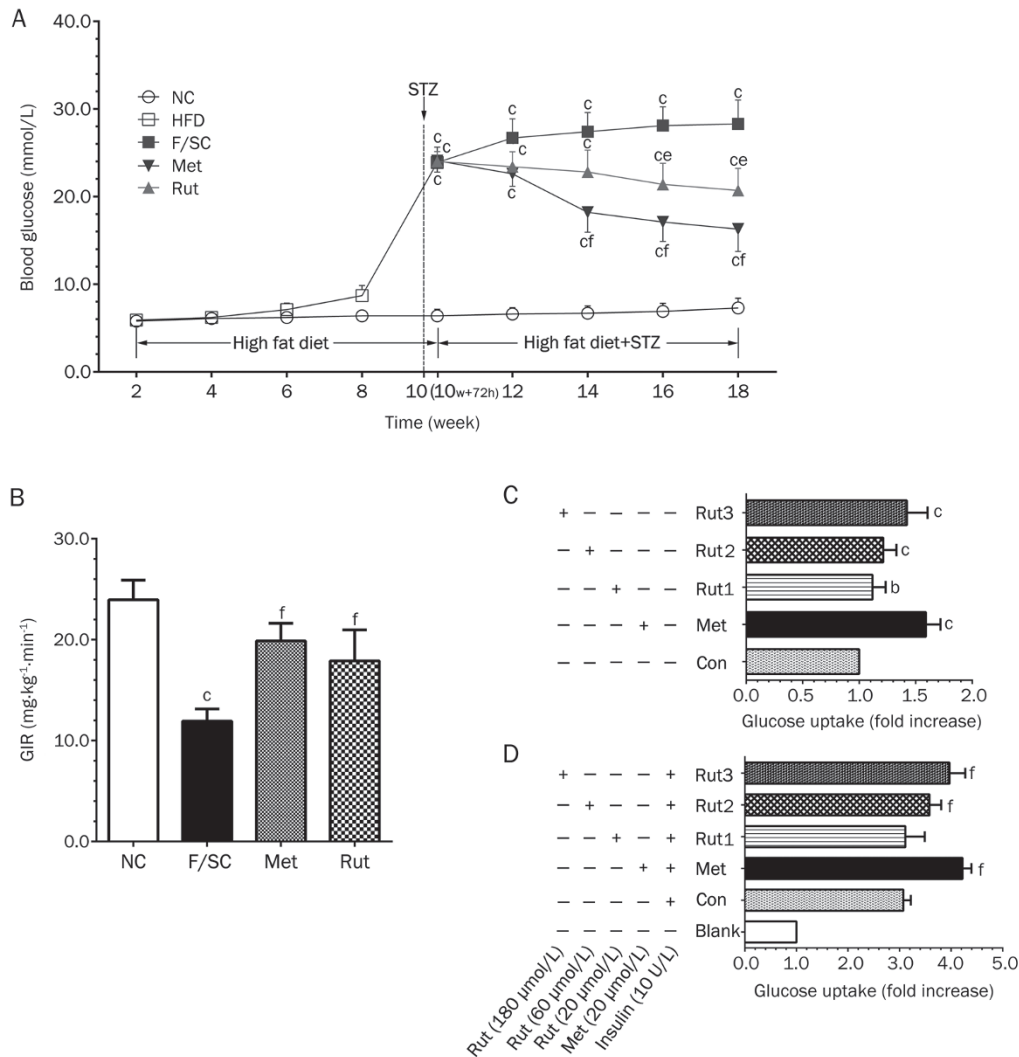 A
40.0
30.0
20.0
10.0
0.0
Blood glucose (mmol/L)
NC
HFD
F/SC
Met
Rut
STZ
c c c c
c c c c ce ce
c c cf cf cf
High fat diet
High fat diet+STZ
2 4 6 8 10 (10w+72h) 12 14 16 18
Time (week)
B
30.0
20.0
10.0
0.0
GIR (mg·kg-1·min-1)
c f f
NC F/SC Met Rut
C
+ — — — — Rut3 c
— + — — — Rut2 c
— — + — — Rut1 b
— — — + — Met c
— — — — — Con
0.0 0.5 1.0 1.5 2.0
Glucose uptake (fold increase)
D
+ — — — + Rut3 f
— + — — + Rut2 f
— — + — + Rut1
— — — + + Met f
— — — — + Con
— — — — — Blank
0.0 1.0 2.0 3.0 4.0 5.0
Glucose uptake (fold increase)
Rut (180 μmol/L)
Rut (60 μmol/L)
Rut (20 μmol/L)
Met (20 μmol/L)
Insulin (10 U/L)